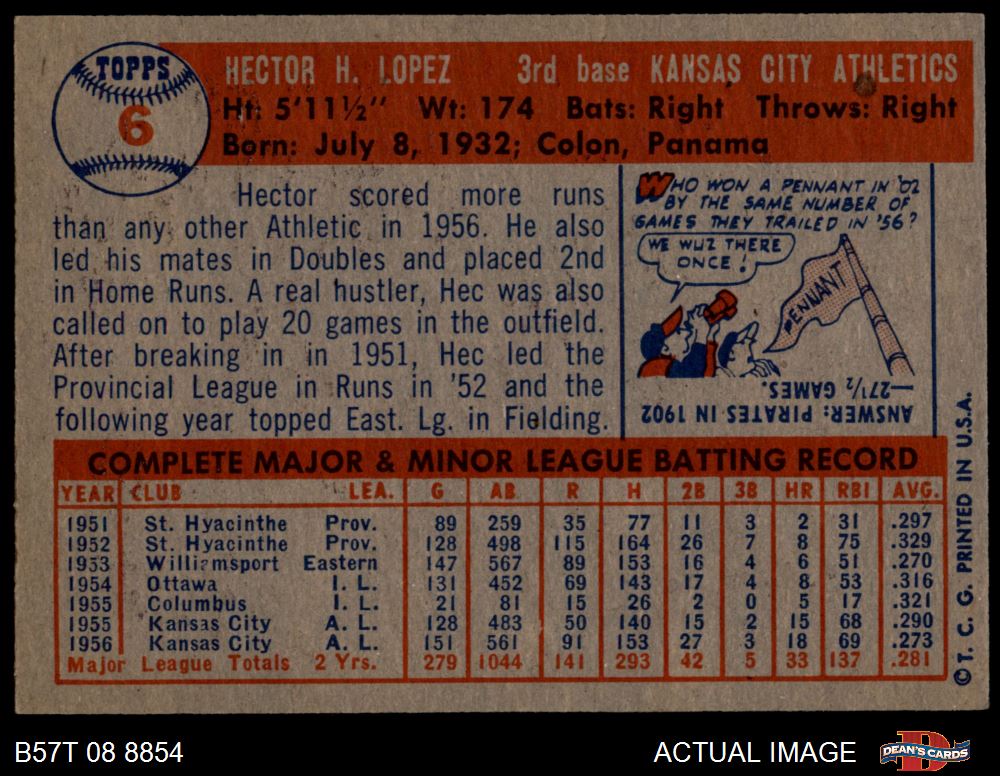 TOPPS
6
HECTOR H. LOPEZ 3rd base KANSAS CITY ATHLETICS
Ht: 5'11½" Wt: 174 Bats: Right Throws: Right
Born: July 8, 1932; Colon, Panama
Hector scored more runs
than any other Athletic in 1956. He also
led his mates in Doubles and placed 2nd
in Home Runs. A real hustler, Hec was also
called on to play 20 games in the outfield.
After breaking in in 1951, Hec led the
Provincial League in Runs in '52 and the
following year topped East. Lg. in Fielding.
WHO WON A PENNANT IN '02
BY THE SAME NUMBER OF
GAMES THEY TRAILED IN '56?
WE WUZ THERE
ONCE!
PENNANT
ANSWER: PIRATES IN 1902
—27½ GAMES.
COMPLETE MAJOR & MINOR LEAGUE BATTING RECORD
YEAR CLUB LEA. G AB R H 2B 3B HR RBI AVG.
1951 St. Hyacinthe Prov. 89 259 35 77 11 3 2 31 .297
1952 St. Hyacinthe Prov. 128 498 115 164 26 7 8 75 .329
1953 Williamsport Eastern 147 567 89 153 16 4 6 51 .270
1954 Ottawa I. L. 131 452 69 143 17 4 8 53 .316
1955 Columbus I. L. 21 81 15 26 2 0 5 17 .321
1955 Kansas City A. L. 128 483 50 140 15 2 15 68 .290
1956 Kansas City A. L. 151 561 91 153 27 3 18 69 .273
Major League Totals 2 Yrs. 279 1044 141 293 42 5 33 137 .281
©T. C. G. PRINTED IN U.S.A.
B57T 08 8854 ACTUAL IMAGE
D
DEAN'S CARDS